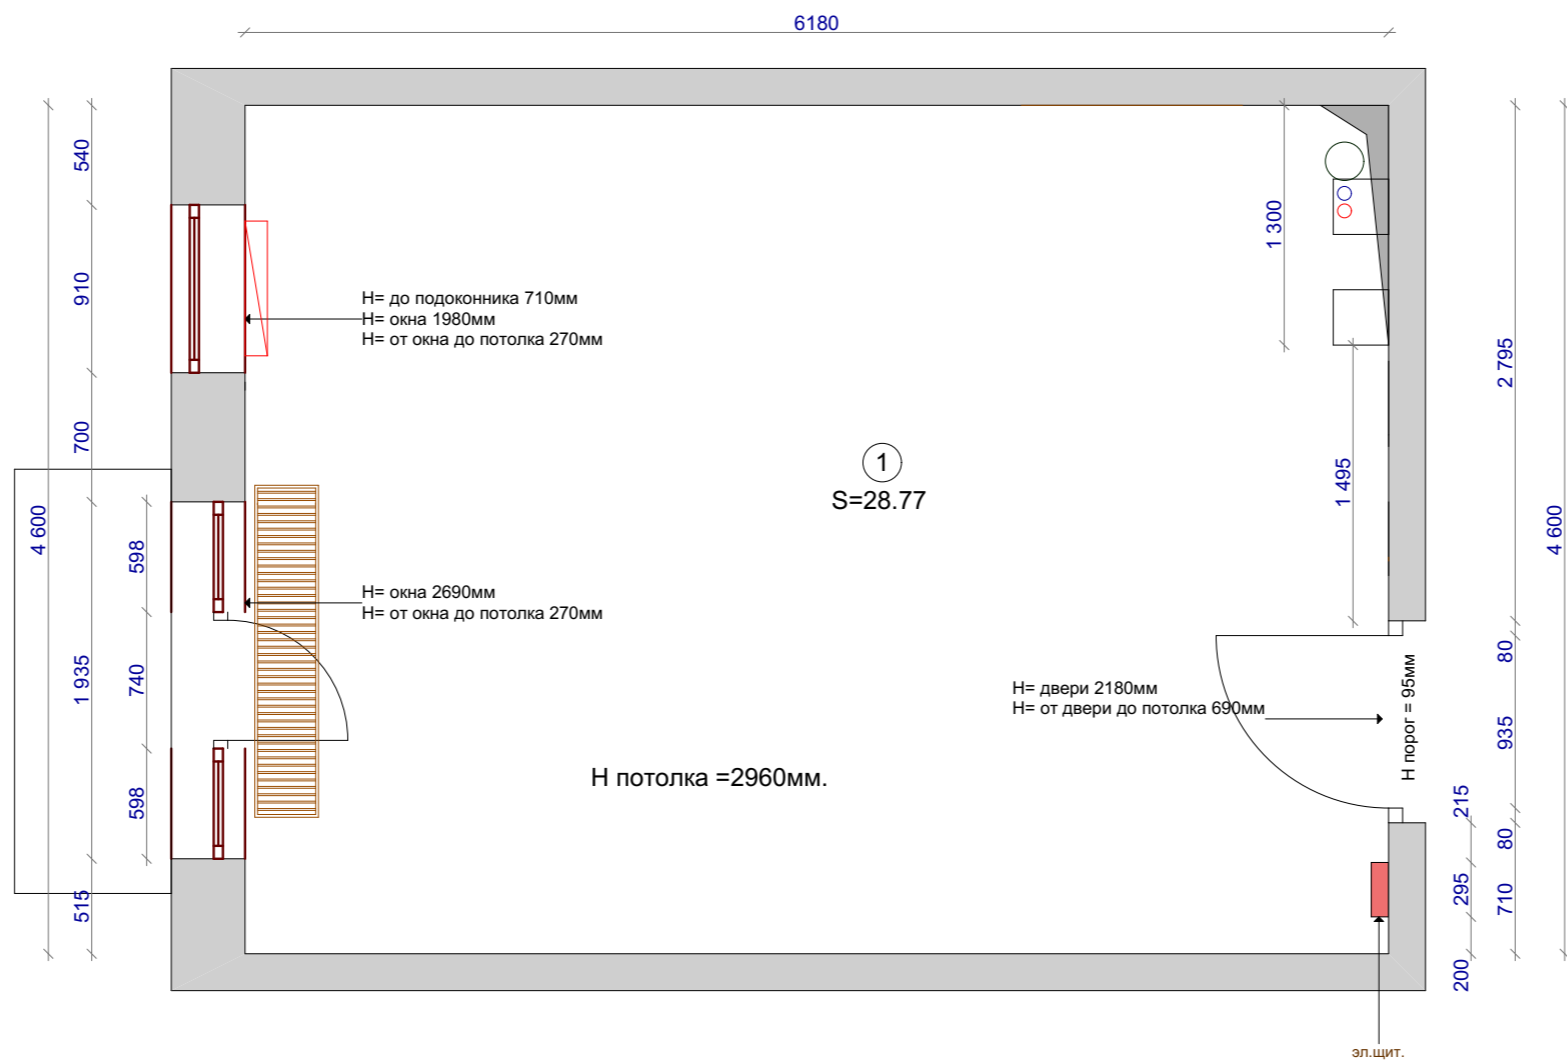 6180
540
910
700
4 600
1 935
515
598
740
598
H= до подоконника 710мм
H= окна 1980мм
H= от окна до потолка 270мм
H= окна 2690мм
H= от окна до потолка 270мм
1
S=28.77
H потолка =2960мм.
1 300
1 495
H= двери 2180мм
H= от двери до потолка 690мм
H порог = 95мм
2 795
80
935
80
710
215
295
200
4 600
эл.щит.